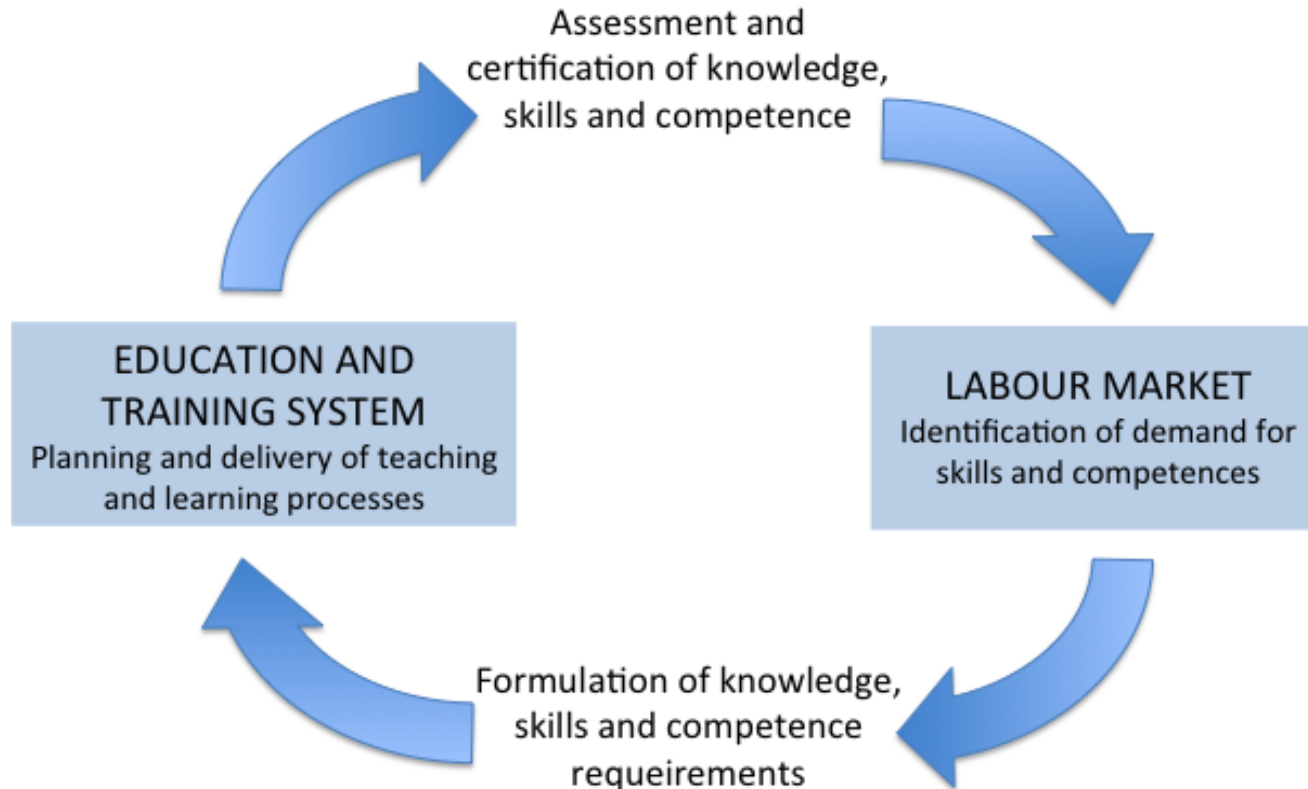 Assessment and
certification of knowledge,
skills and competence
EDUCATION AND
TRAINING SYSTEM
Planning and delivery of teaching
and learning processes
LABOUR MARKET
Identification of demand for
skills and competences
Formulation of knowledge,
skills and competence
requeirements